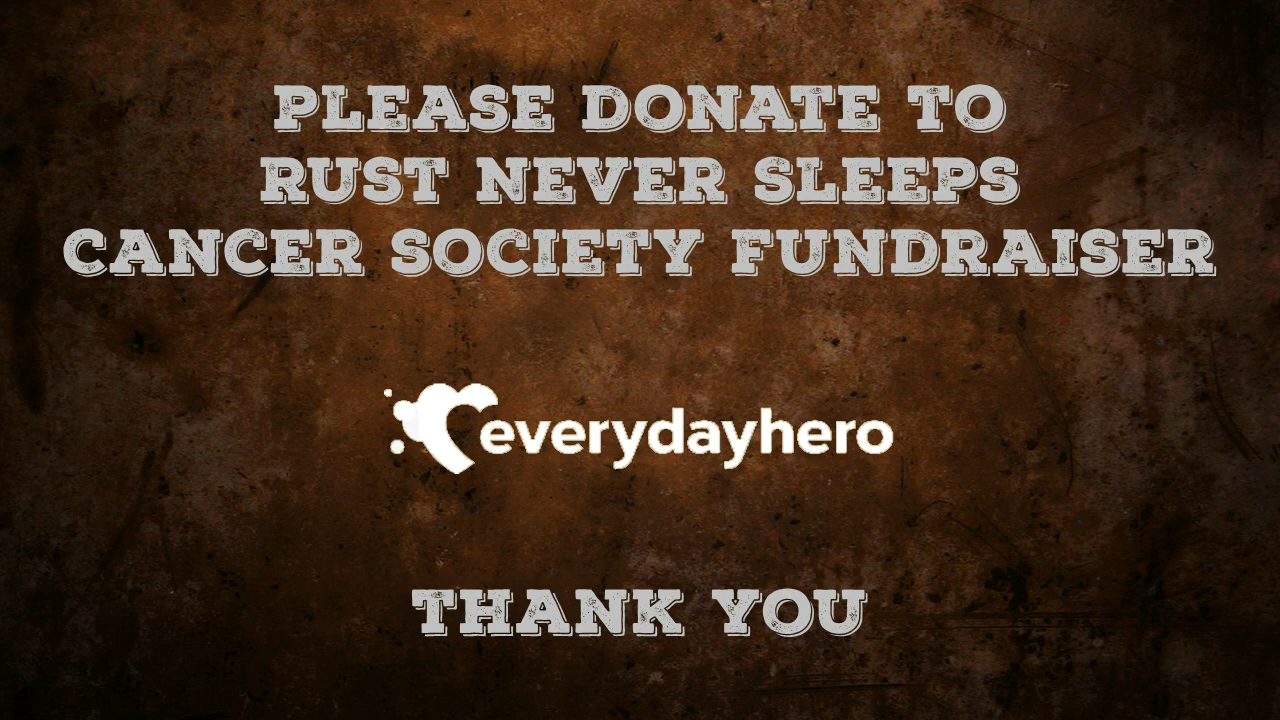 PLEASE DONATE TO
RUST NEVER SLEEPS
CANCER SOCIETY FUNDRAISER
everydayhero
THANK YOU